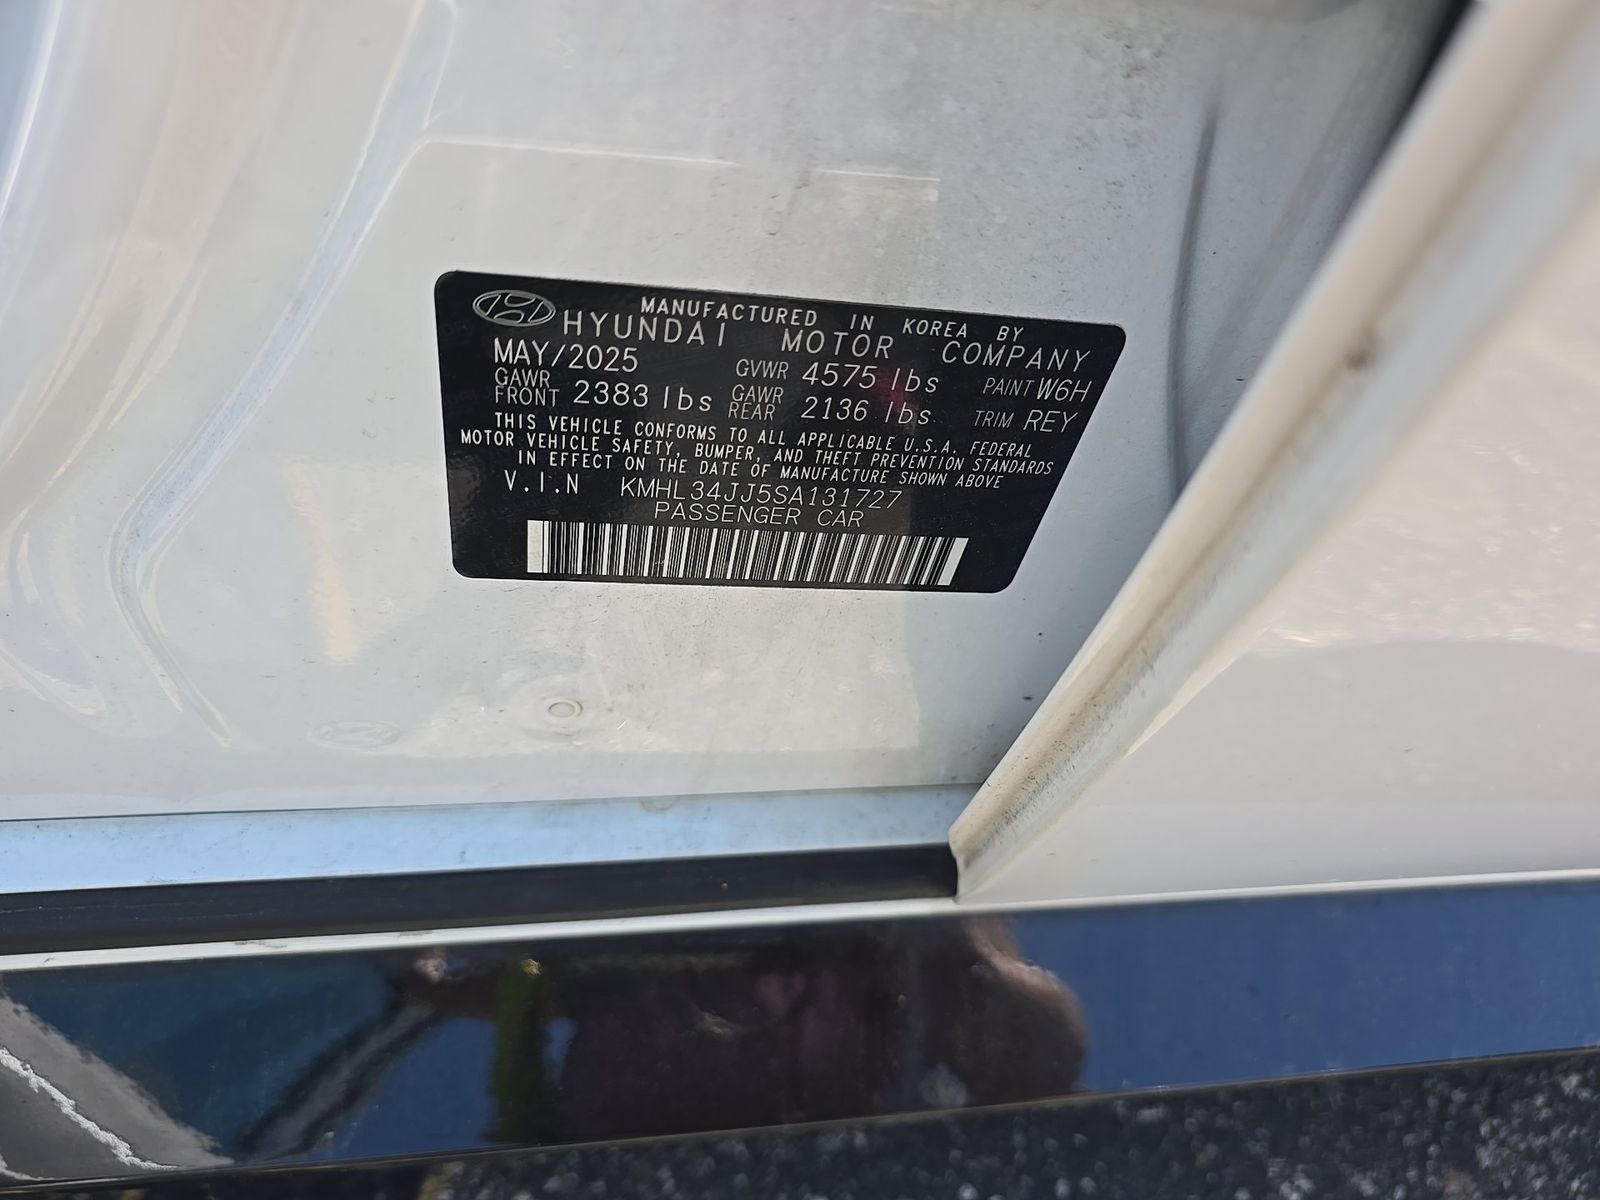 MANUFACTURED IN KOREA BY
HYUNDAI MOTOR COMPANY
MAY/2025 GVWR 4575 lbs PAINT W6H
GAWR FRONT 2383 lbs GAWR REAR 2136 lbs TRIM REY
THIS VEHICLE CONFORMS TO ALL APPLICABLE U.S.A. FEDERAL
MOTOR VEHICLE SAFETY, BUMPER, AND THEFT PREVENTION STANDARDS
IN EFFECT ON THE DATE OF MANUFACTURE SHOWN ABOVE
V.I.N KMHL34JJ5SA131727
PASSENGER CAR